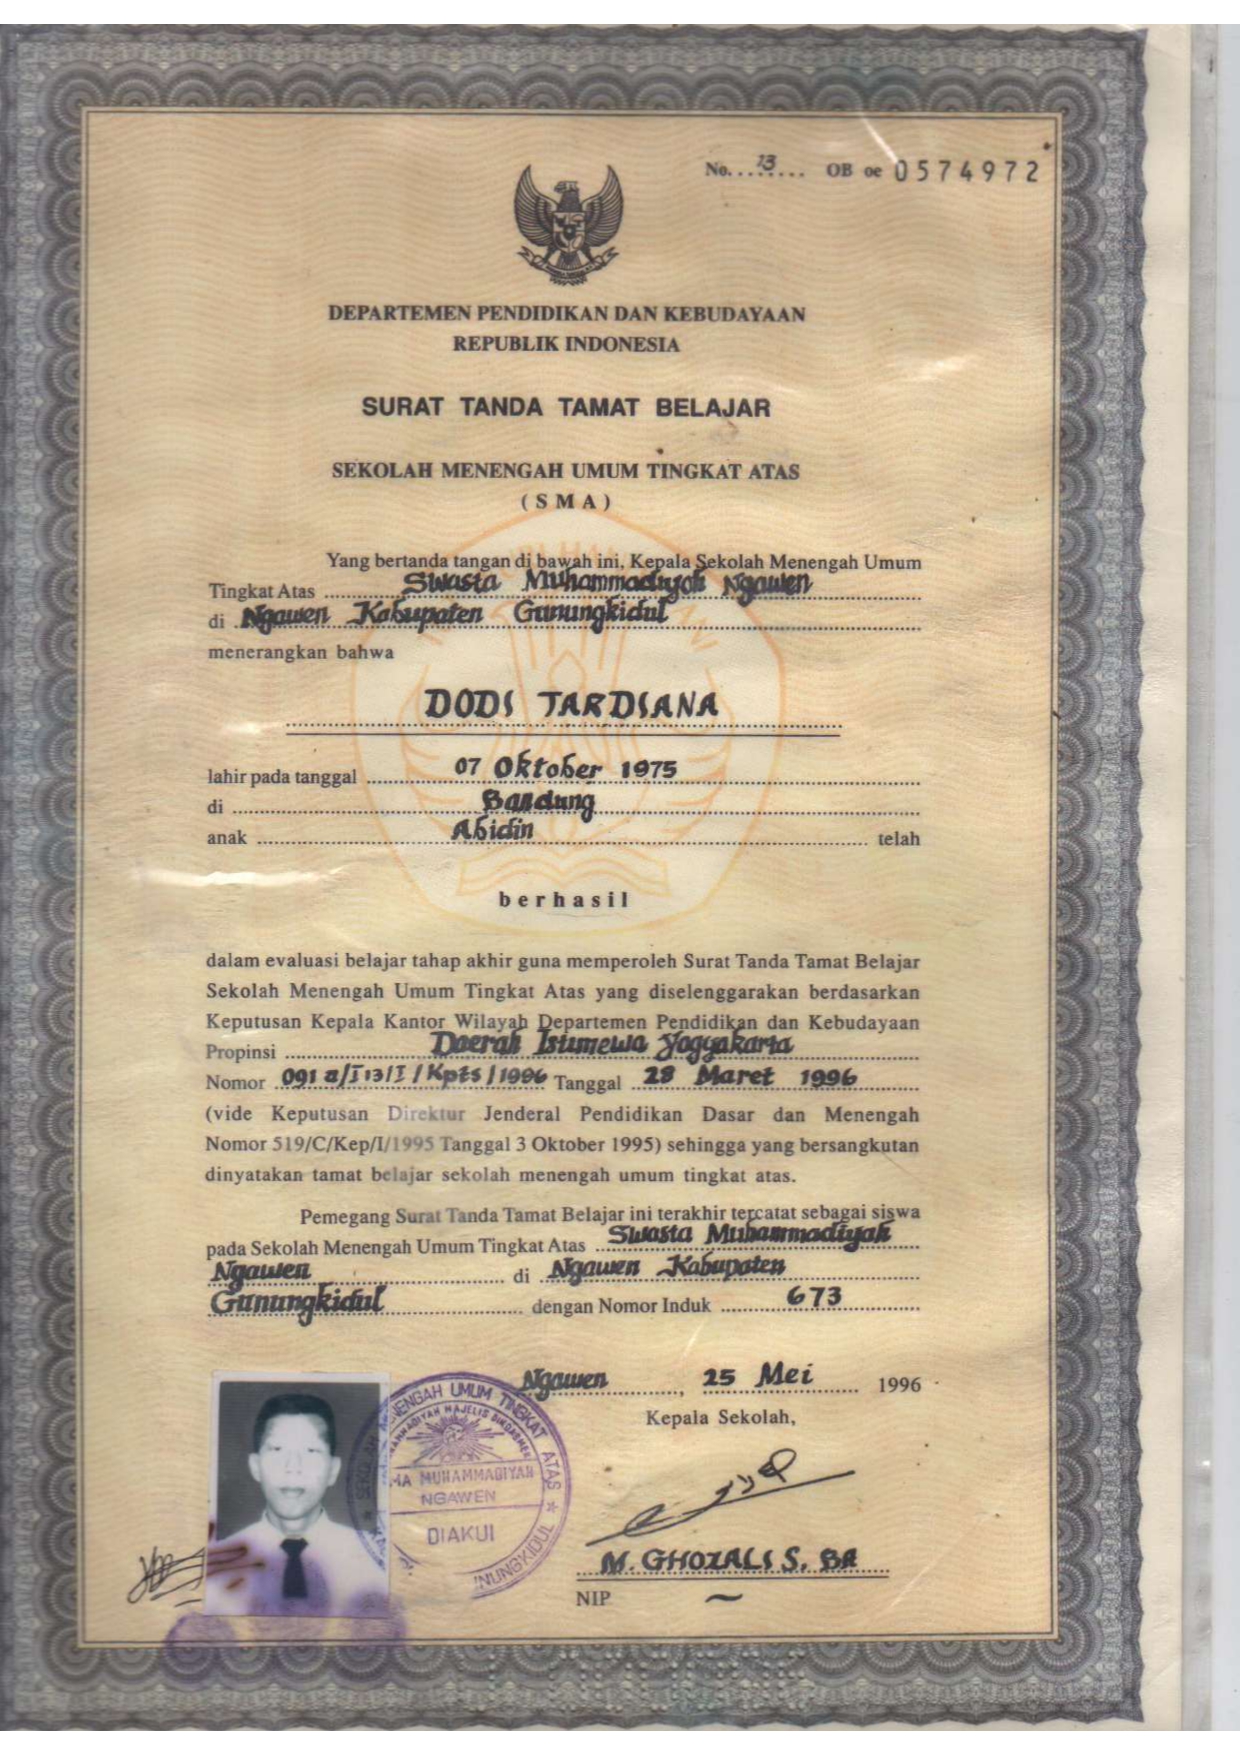 No. ...13... OB oe 0574972
DEPARTEMEN PENDIDIKAN DAN KEBUDAYAAN
REPUBLIK INDONESIA
SURAT TANDA TAMAT BELAJAR
SEKOLAH MENENGAH UMUM TINGKAT ATAS
( S M A )
Yang bertanda tangan di bawah ini, Kepala Sekolah Menengah Umum
Tingkat Atas Swasta Muhammadiyah Ngawen
di Ngawen Kabupaten Gunungkidul
menerangkan bahwa
DODI TARDIANA
lahir pada tanggal 07 Oktober 1975
di Bandung
anak Abidin telah
berhasil
dalam evaluasi belajar tahap akhir guna memperoleh Surat Tanda Tamat Belajar
Sekolah Menengah Umum Tingkat Atas yang diselenggarakan berdasarkan
Keputusan Kepala Kantor Wilayah Departemen Pendidikan dan Kebudayaan
Propinsi Daerah Istimewa Yogyakarta
Nomor 091 a/I13/I/Kpts/1996 Tanggal 28 Maret 1996
(vide Keputusan Direktur Jenderal Pendidikan Dasar dan Menengah
Nomor 519/C/Kep/I/1995 Tanggal 3 Oktober 1995) sehingga yang bersangkutan
dinyatakan tamat belajar sekolah menengah umum tingkat atas.
Pemegang Surat Tanda Tamat Belajar ini terakhir tercatat sebagai siswa
pada Sekolah Menengah Umum Tingkat Atas Swasta Muhammadiyah
Ngawen di Ngawen Kabupaten
Gunungkidul dengan Nomor Induk 673
Ngawen, 25 Mei 1996
Kepala Sekolah,
MENGAH UMUM TINGKAT ATAS
MAJELIS DIKDASMEN
MA MUHAMMADIYAH
NGAWEN
DIAKUI
NUNGKIDUL
M. GHOZALI S. BA
NIP ~